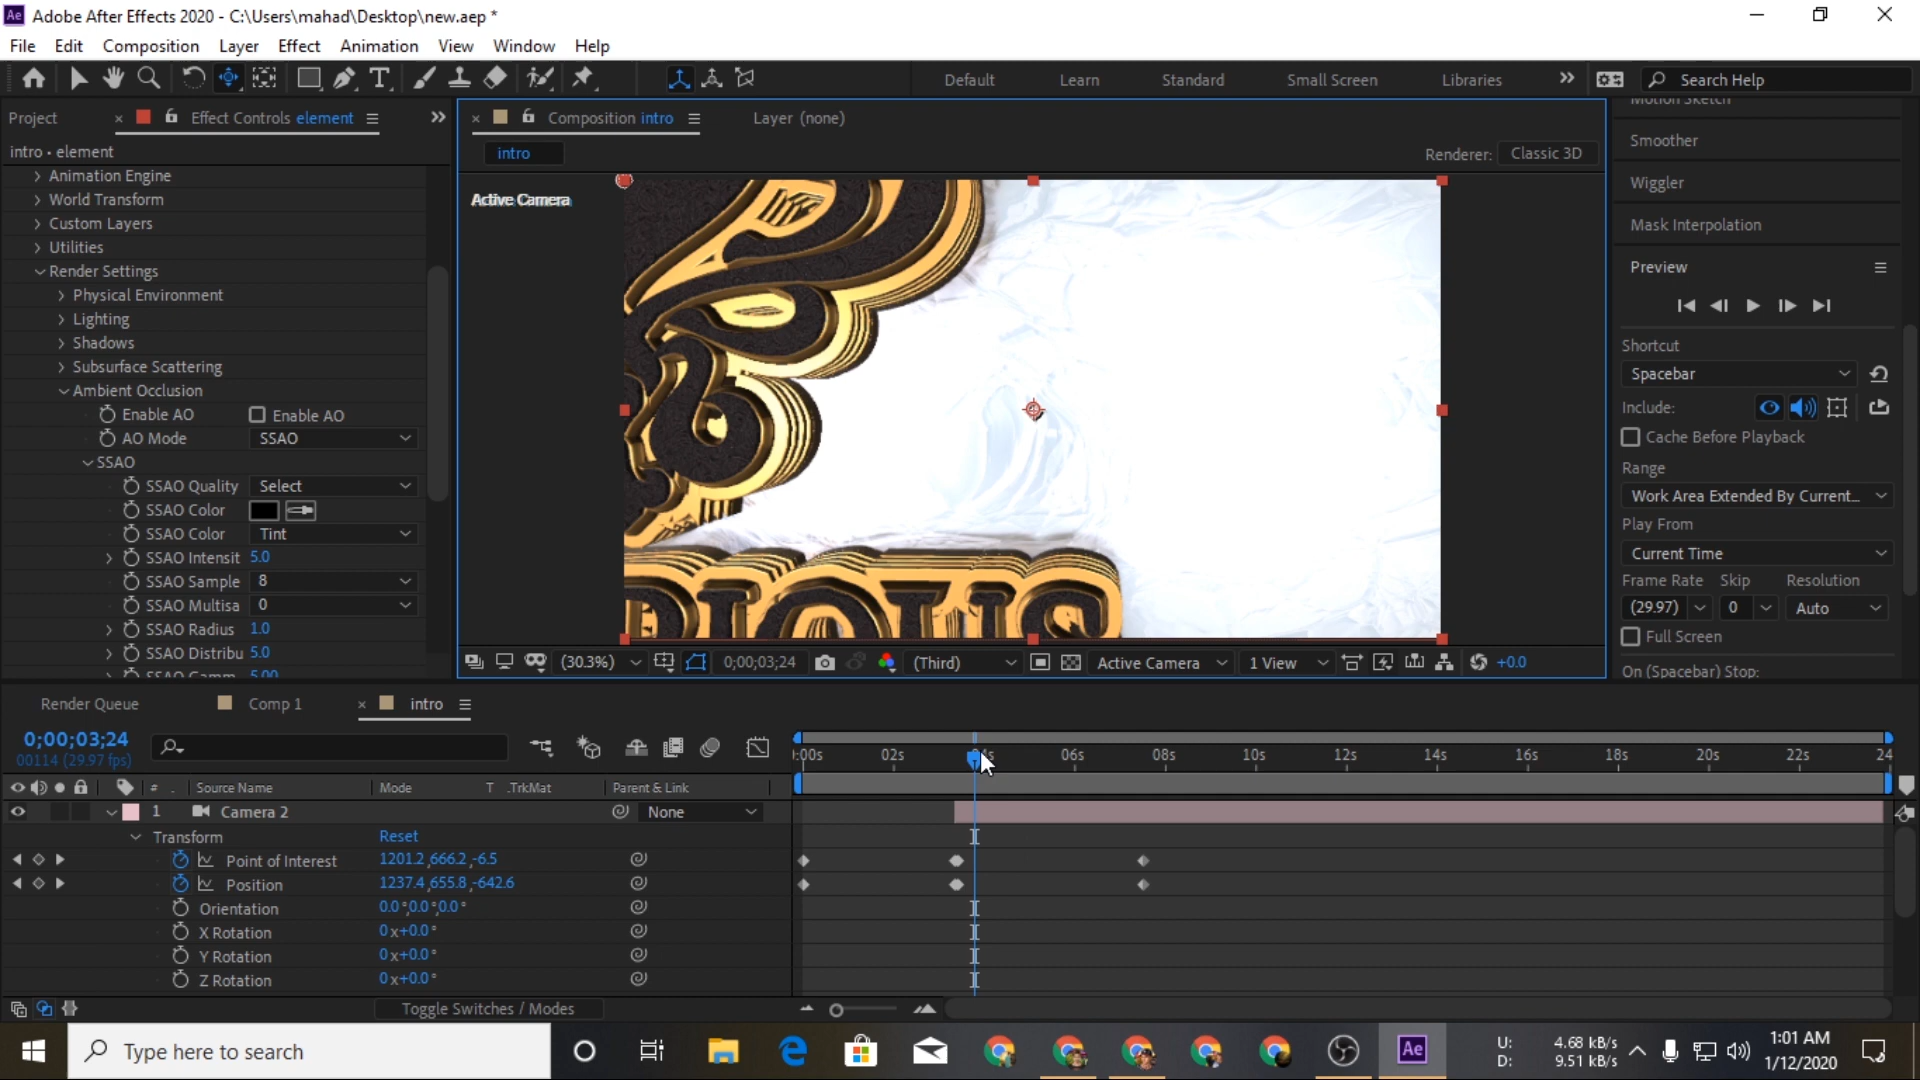 Adobe After Effects 2020 - C:\Users\mahad\Desktop\new.aep *
File Edit Composition Layer Effect Animation View Window Help
Default Learn Standard Small Screen Libraries Search Help
Project Effect Controls element
intro • element
Animation Engine
World Transform
Custom Layers
Utilities
Render Settings
Physical Environment
Lighting
Shadows
Subsurface Scattering
Ambient Occlusion
Enable AO Enable AO
AO Mode SSAO
SSAO
SSAO Quality Select
SSAO Color
SSAO Color Tint
SSAO Intensit 5.0
SSAO Sample 8
SSAO Multisa 0
SSAO Radius 1.0
SSAO Distribu 5.0
SSAO Gamm 5.00
Composition intro Layer (none)
intro
Renderer: Classic 3D
Active Camera
(30.3%) 0;00;03;24 (Third) Active Camera 1 View +0.0
Motion Sketch
Smoother
Wiggler
Mask Interpolation
Preview
Shortcut
Spacebar
Include:
Cache Before Playback
Range
Work Area Extended By Current...
Play From
Current Time
Frame Rate Skip Resolution
(29.97) 0 Auto
Full Screen
On (Spacebar) Stop:
Render Queue Comp 1 intro
0;00;03;24
00114 (29.97 fps)
:00s 02s 04s 06s 08s 10s 12s 14s 16s 18s 20s 22s 24
# Source Name Mode T .TrkMat Parent & Link
1 Camera 2 None
Transform Reset
Point of Interest 1201.2,666.2,-6.5
Position 1237.4,655.8,-642.6
Orientation 0.0°,0.0°,0.0°
X Rotation 0x+0.0°
Y Rotation 0x+0.0°
Z Rotation 0x+0.0°
Toggle Switches / Modes
Type here to search
Ae
U: 4.68 kB/s
D: 9.51 kB/s
1:01 AM
1/12/2020